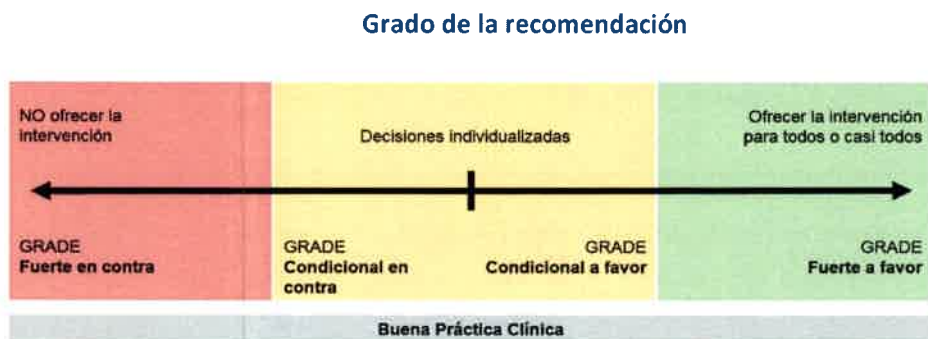 Grado de la recomendación
NO ofrecer la
intervención
Decisiones individualizadas
Ofrecer la intervención
para todos o casi todos
GRADE
Fuerte en contra
GRADE
Condicional en
contra
GRADE
Condicional a favor
GRADE
Fuerte a favor
Buena Práctica Clínica